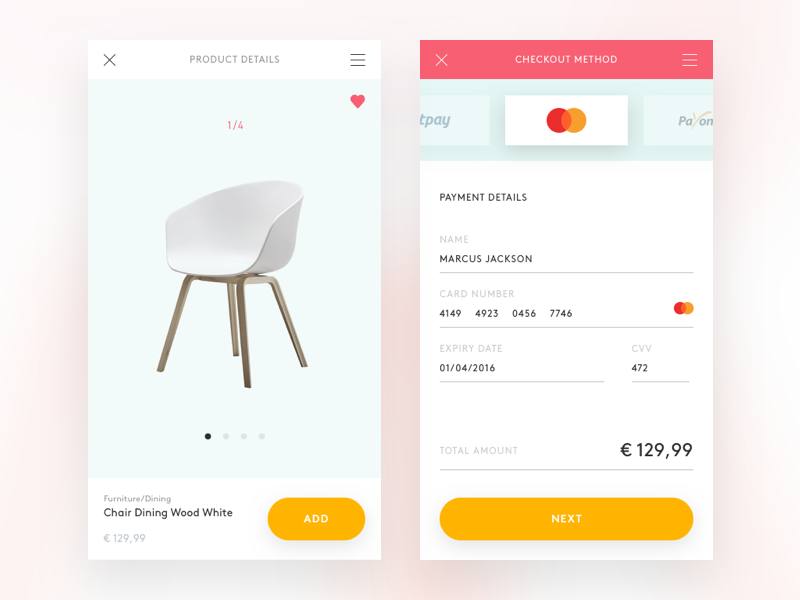 PRODUCT DETAILS
1/4
Furniture/Dining
Chair Dining Wood White
€ 129,99
ADD
CHECKOUT METHOD
tpay
PAYMENT DETAILS
NAME
MARCUS JACKSON
CARD NUMBER
4149 4923 0456 7746
EXPIRY DATE
CVV
01/04/2016
472
TOTAL AMOUNT
€ 129,99
NEXT